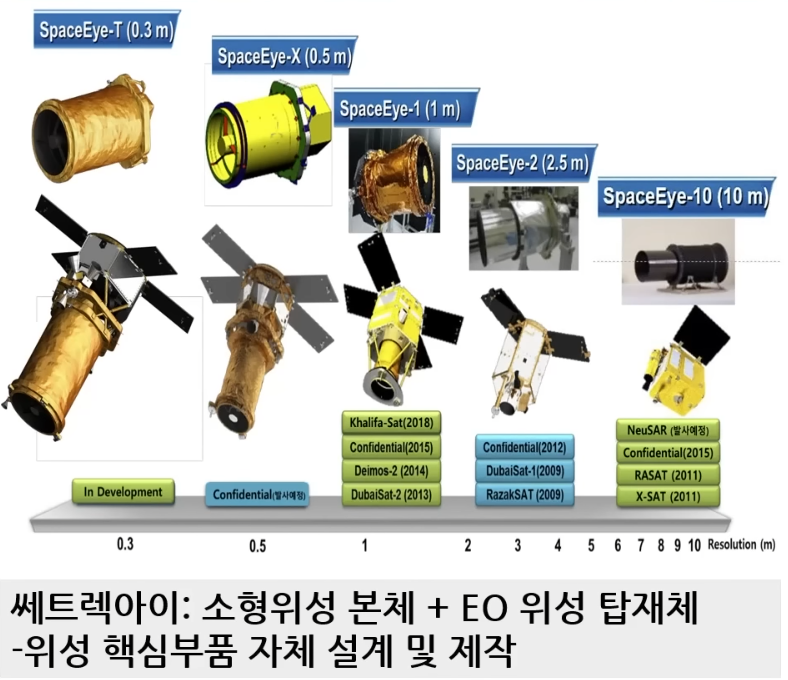 SpaceEye-T (0.3 m)
SpaceEye-X (0.5 m)
SpaceEye-1 (1 m)
SpaceEye-2 (2.5 m)
SpaceEye-10 (10 m)
In Development
Confidential(발사예정)
Khalifa-Sat(2018)
Confidential(2015)
Deimos-2 (2014)
DubaiSat-2 (2013)
Confidential(2012)
DubaiSat-1(2009)
RazakSAT (2009)
NeuSAR (발사예정)
Confidential(2015)
RASAT (2011)
X-SAT (2011)
0.3 0.5 1 2 3 4 5 6 7 8 9 10 Resolution (m)
쎄트렉아이: 소형위성 본체 + EO 위성 탑재체
-위성 핵심부품 자체 설계 및 제작